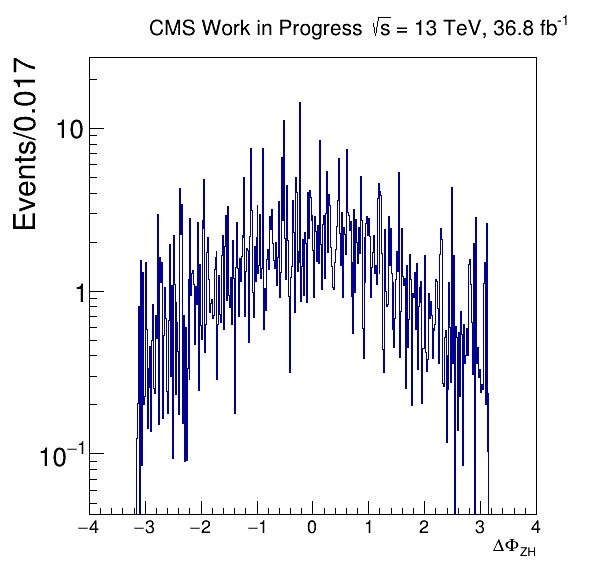 CMS Work in Progress √s = 13 TeV, 36.8 fb⁻¹
Events/0.017
10
1
10⁻¹
−4 −3 −2 −1 0 1 2 3 4
ΔΦ_ZH